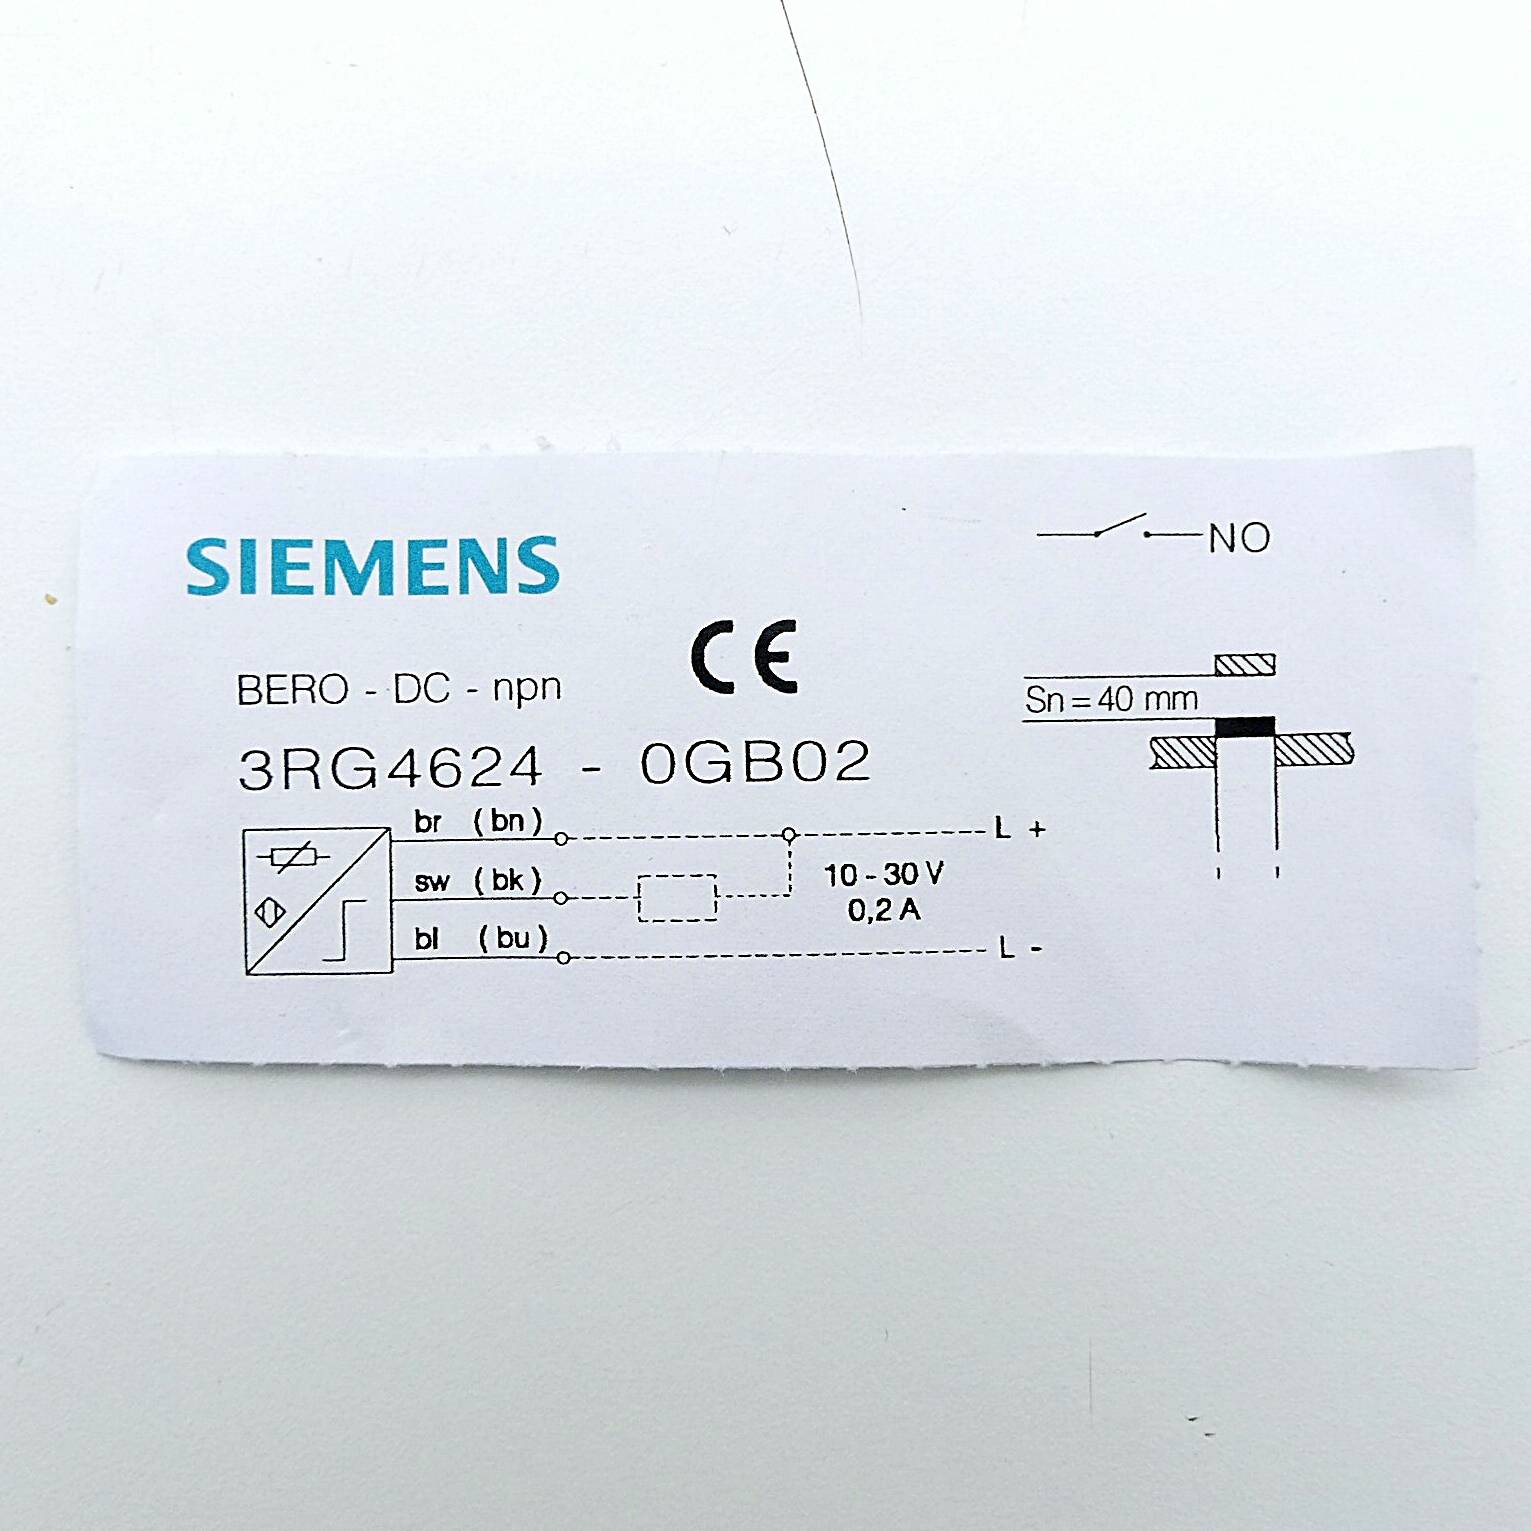 SIEMENS
NO
CE
BERO - DC - npn
Sn = 40 mm
3RG4624 - 0GB02
br (bn)
L +
sw (bk)
10 - 30 V
0,2 A
bl (bu)
L -